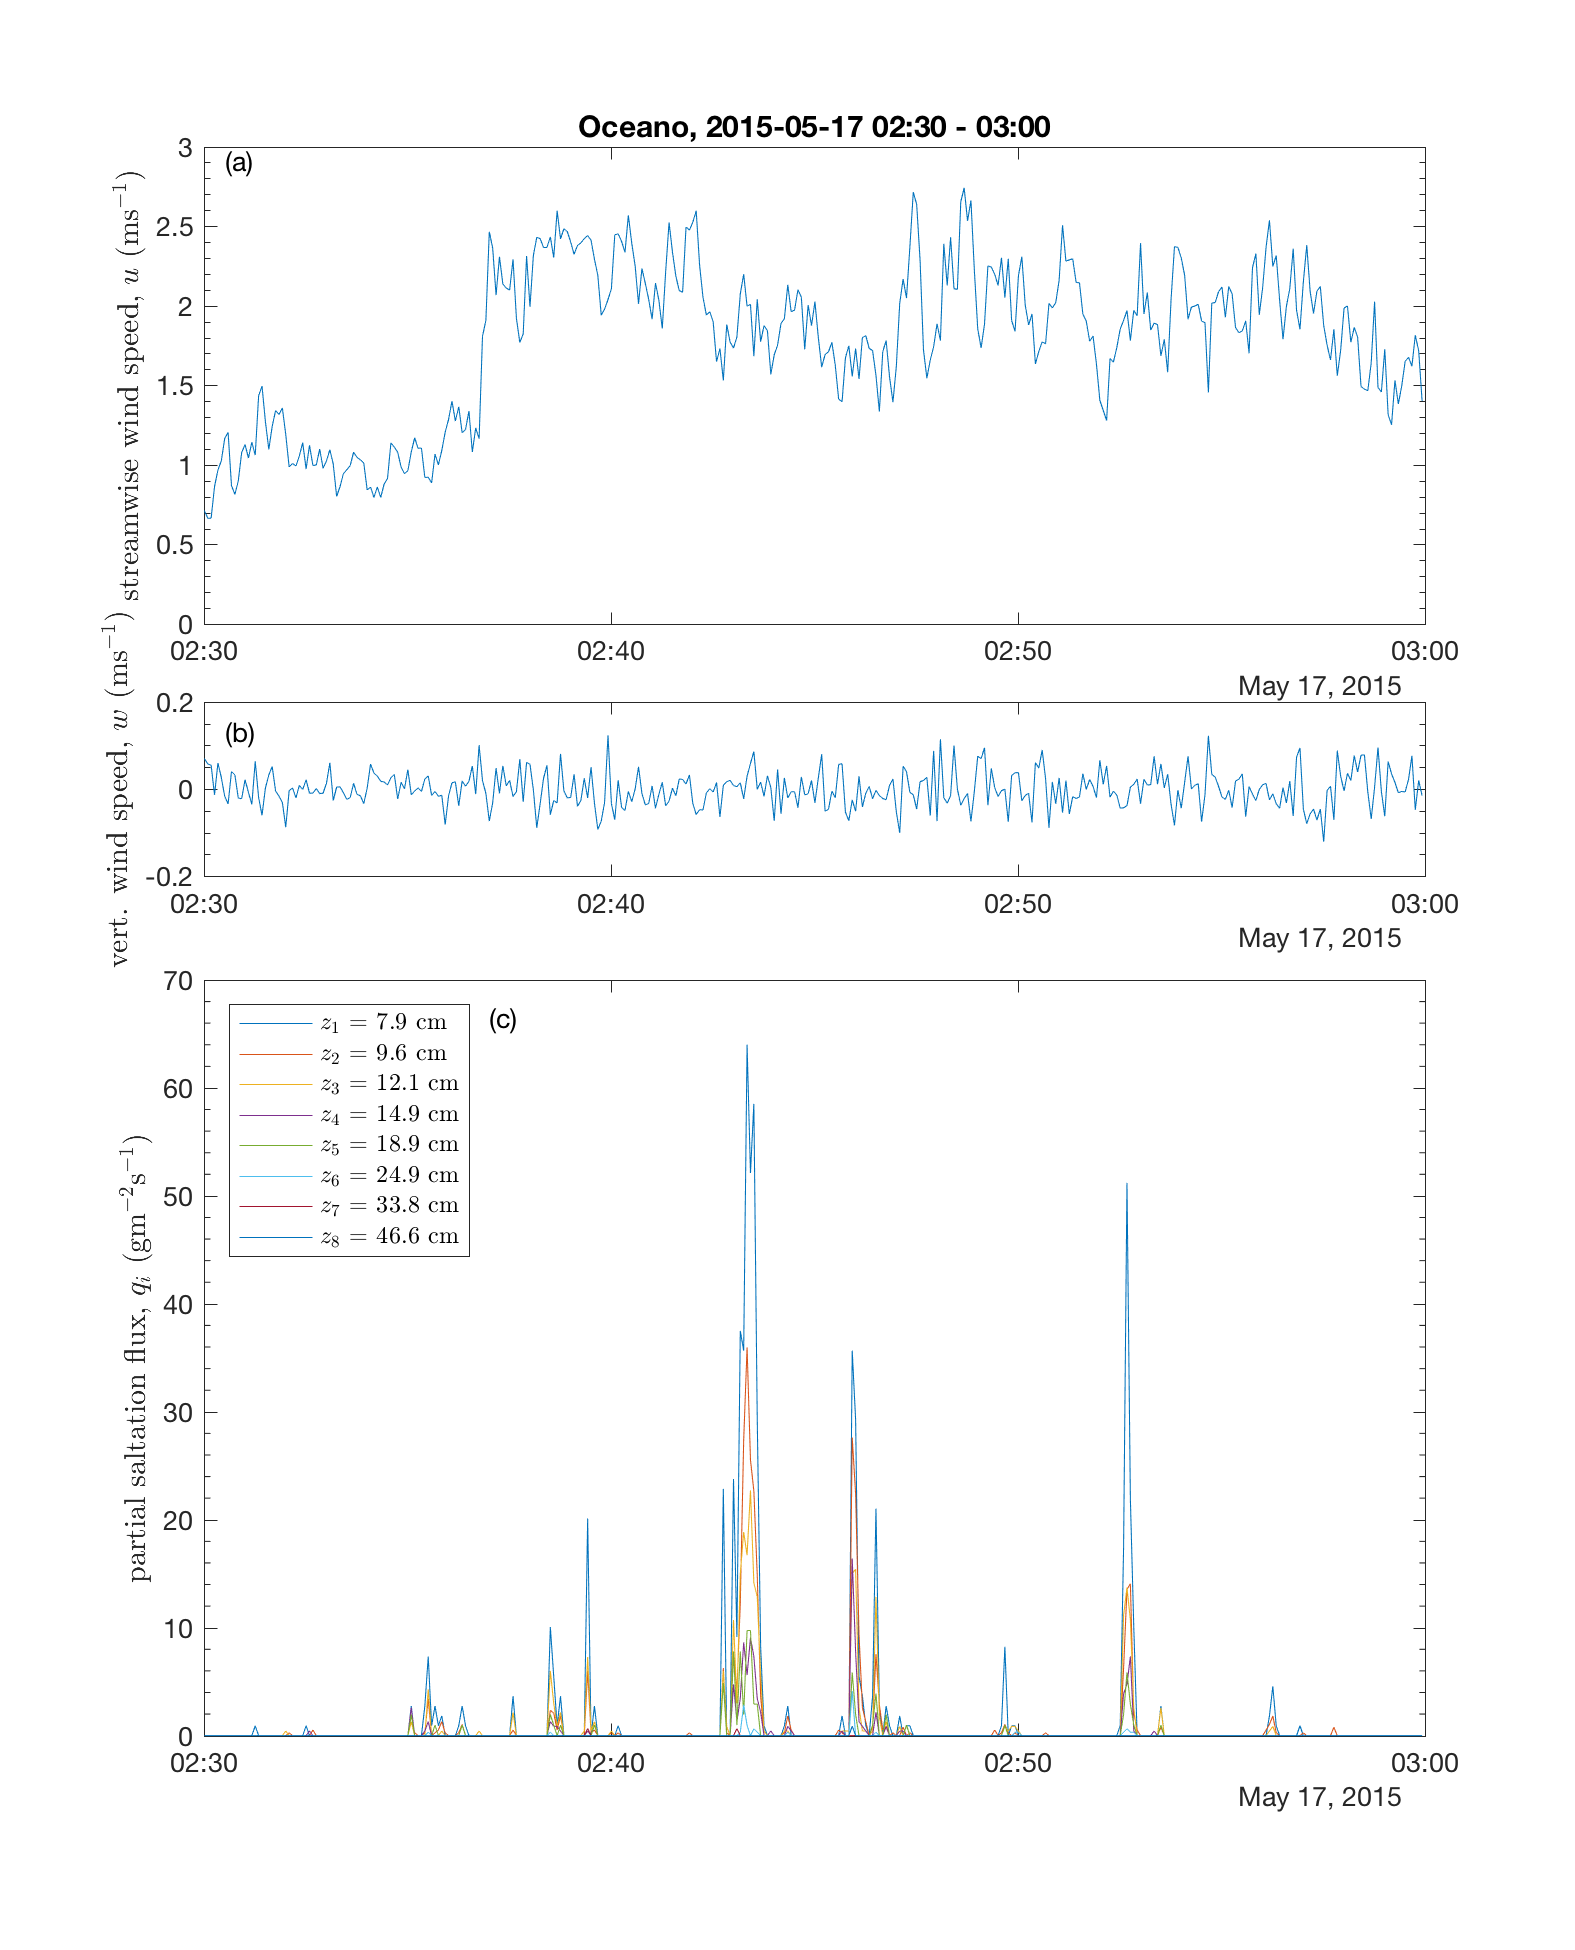 Oceano, 2015-05-17 02:30 - 03:00
(a)
streamwise wind speed, u (ms⁻¹)
3
2.5
2
1.5
1
0.5
0
02:30 02:40 02:50 03:00
May 17, 2015
(b)
vert. wind speed, w (ms⁻¹)
0.2
0
-0.2
02:30 02:40 02:50 03:00
May 17, 2015
(c)
partial saltation flux, qᵢ (gm⁻²s⁻¹)
70
60
50
40
30
20
10
0
z₁ = 7.9 cm
z₂ = 9.6 cm
z₃ = 12.1 cm
z₄ = 14.9 cm
z₅ = 18.9 cm
z₆ = 24.9 cm
z₇ = 33.8 cm
z₈ = 46.6 cm
02:30 02:40 02:50 03:00
May 17, 2015